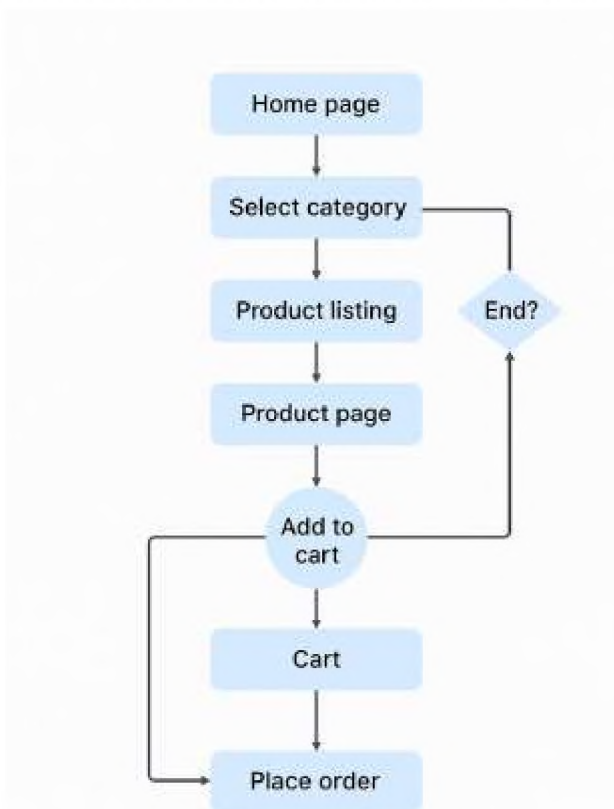 Home page
Select category
Product listing
End?
Product page
Add to
cart
Cart
Place order